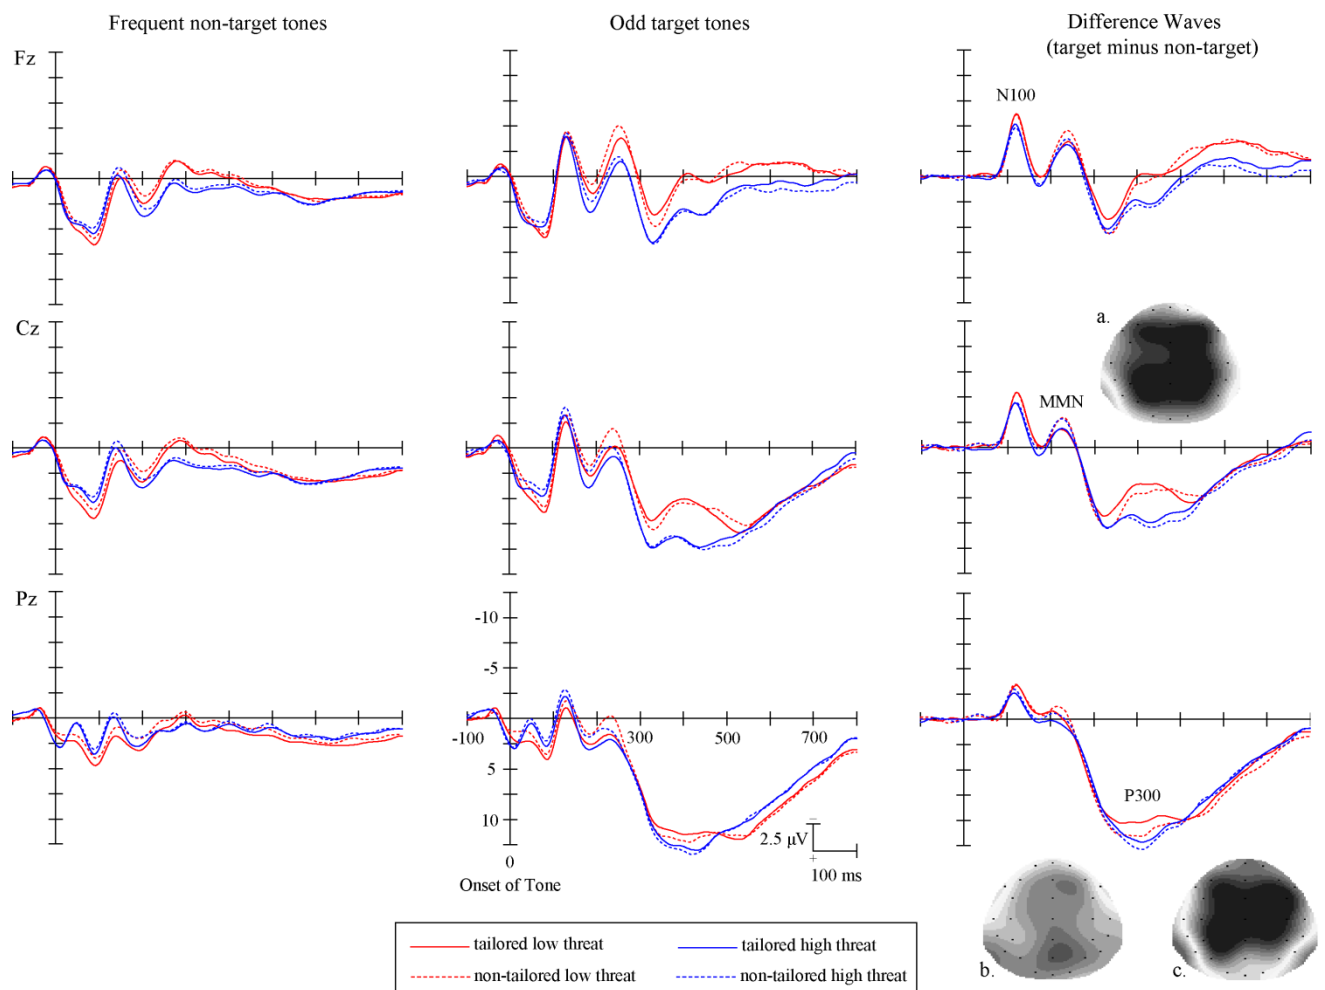 Frequent non-target tones
Odd target tones
Difference Waves
(target minus non-target)
Fz
N100
a.
Cz
MMN
Pz
-10
-5
-100
300
500
700
5
10
P300
2.5 µV
−
+
100 ms
0
Onset of Tone
b.
c.
tailored low threat
tailored high threat
non-tailored low threat
non-tailored high threat